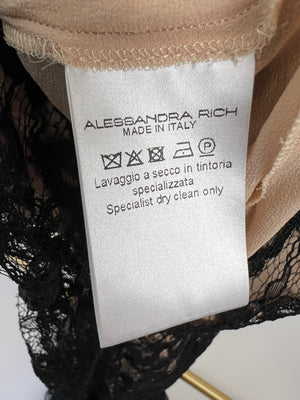 ALESSANDRA RICH
MADE IN ITALY
P
Lavaggio a secco in tintoria
specializzata
Specialist dry clean only